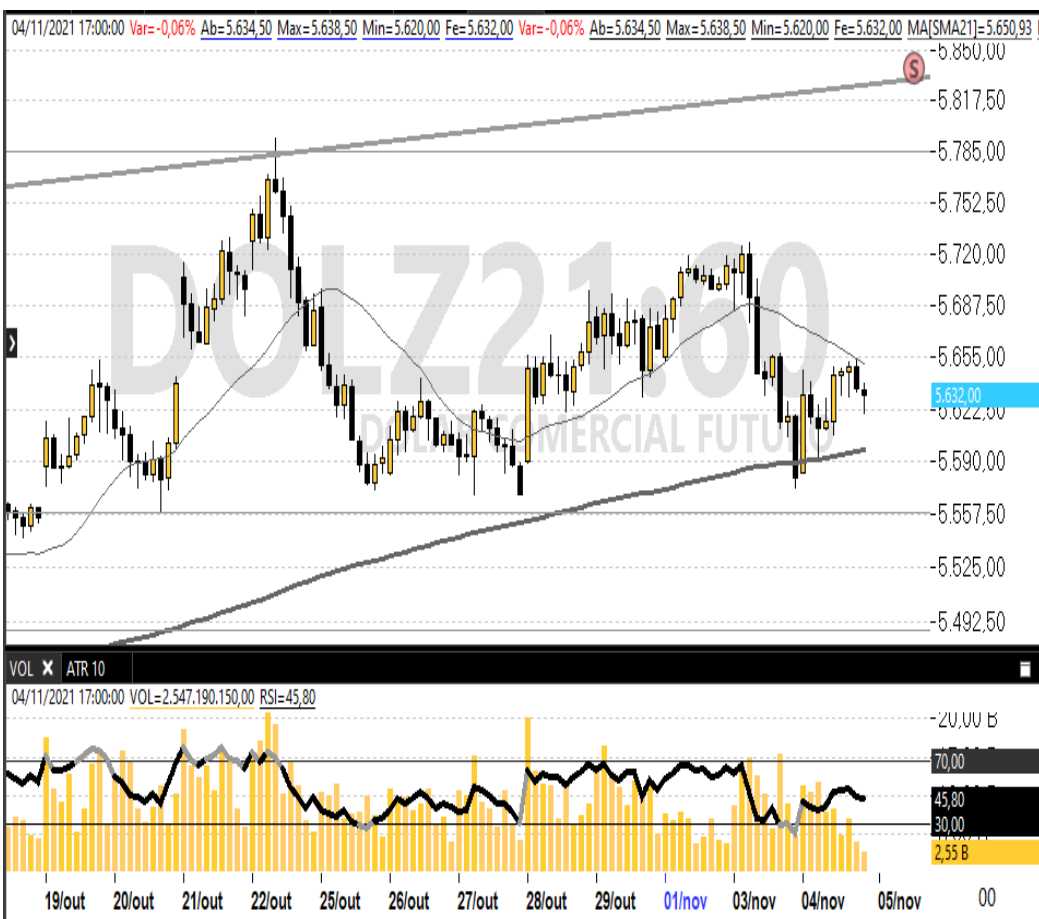 04/11/2021 17:00:00 Var=-0,06% Ab=5.634,50 Max=5.638,50 Min=5.620,00 Fe=5.632,00 Var=-0,06% Ab=5.634,50 Max=5.638,50 Min=5.620,00 Fe=5.632,00 MA[SMA21]=5.650,93
5.850,00
S
5.817,50
5.785,00
5.752,50
5.720,00
DOLZ21:60
5.687,50
5.655,00
5.632,00
5.622,50
DOLAR COMERCIAL FUTURO
5.590,00
5.557,50
5.525,00
5.492,50
VOL ATR 10
04/11/2021 17:00:00 VOL=2.547.190.150,00 RSI=45,80
20,00 B
70,00
45,80
30,00
2,55 B
19/out 20/out 21/out 22/out 25/out 26/out 27/out 28/out 29/out 01/nov 03/nov 04/nov 05/nov 00